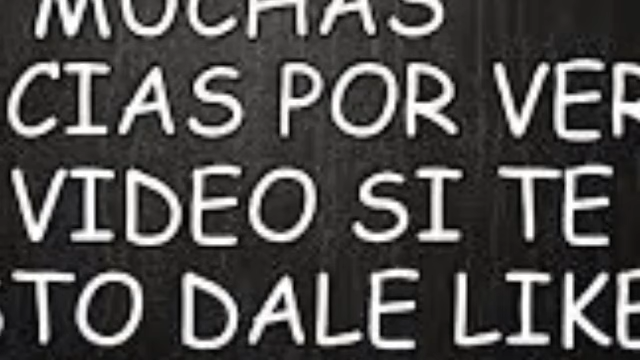 MUCHAS
CIAS POR VER
VIDEO SI TE
STO DALE LIKE